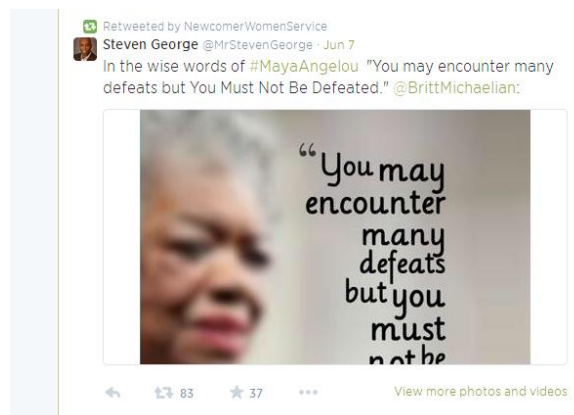 Retweeted by NewcomerWomenService
Steven George @MrStevenGeorge · Jun 7
In the wise words of #MayaAngelou "You may encounter many
defeats but You Must Not Be Defeated." @BrittMichaelian:
“You may
encounter
many
defeats
but you
must
not be
83 37
View more photos and videos